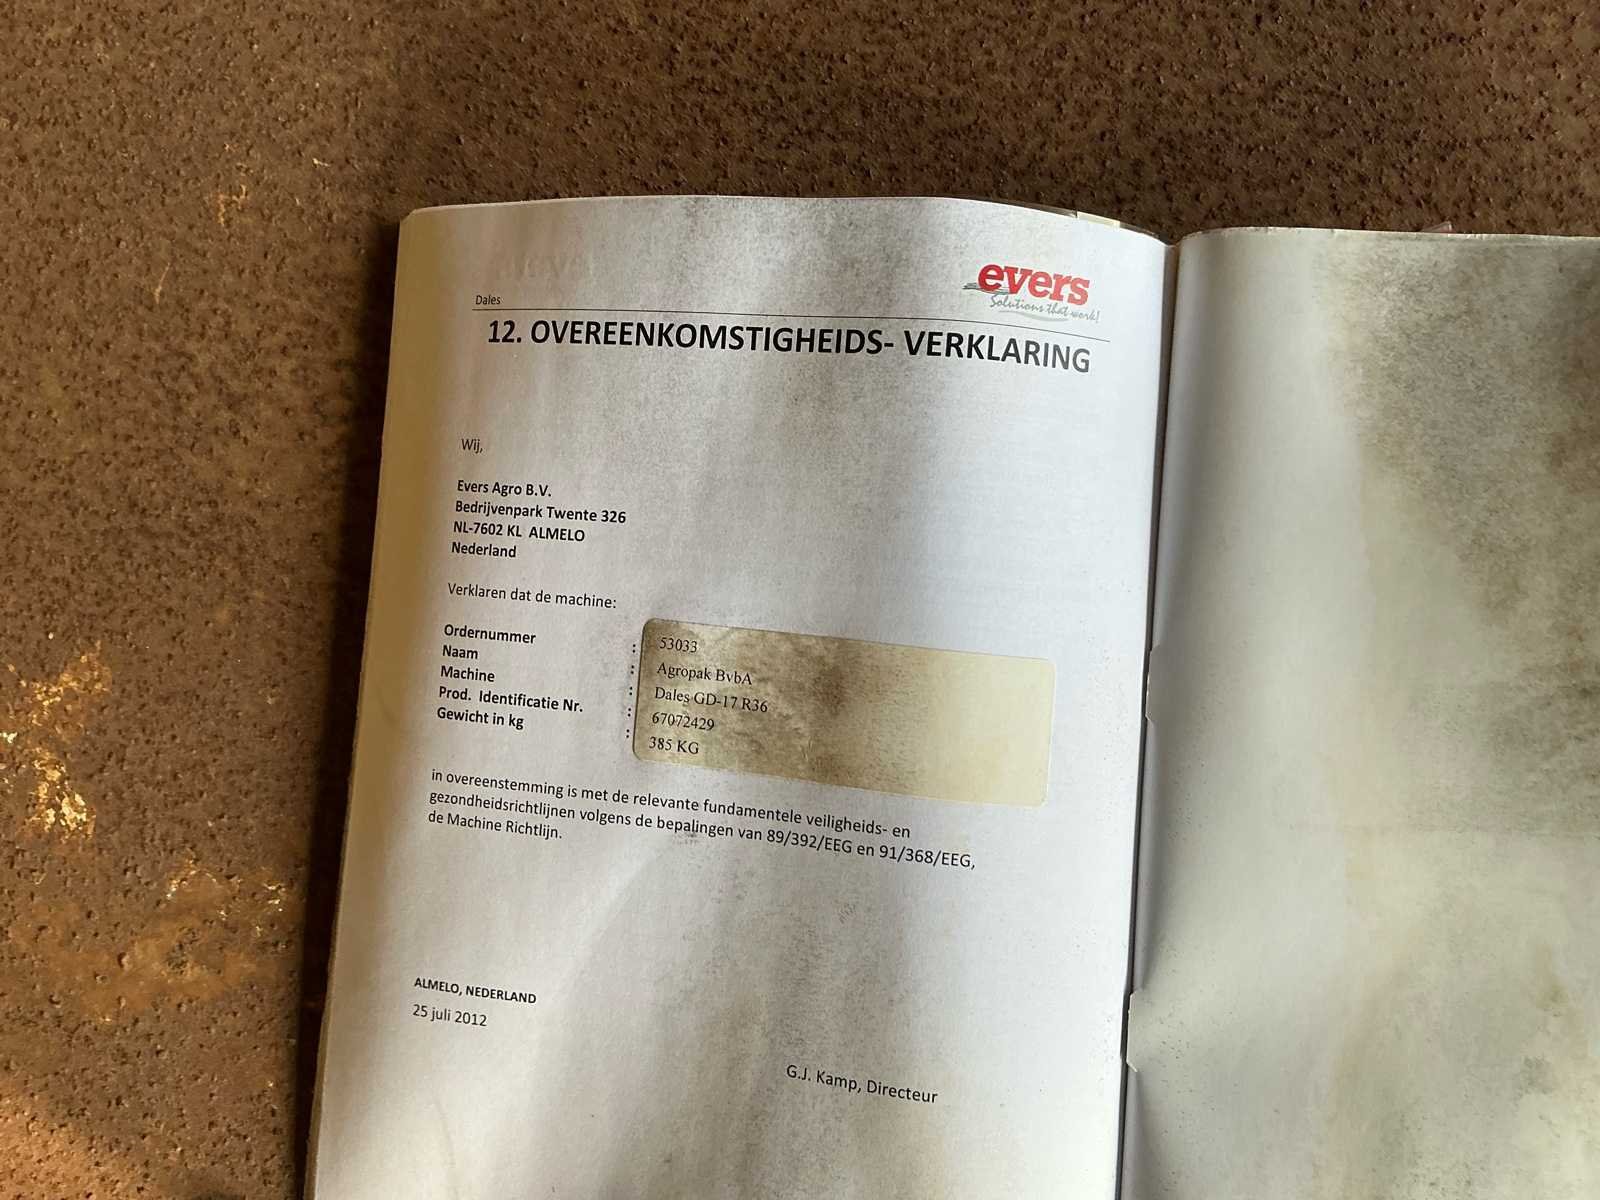 Dales
evers
Solutions that work!
12. OVEREENKOMSTIGHEIDS- VERKLARING
Wij,
Evers Agro B.V.
Bedrijvenpark Twente 326
NL-7602 KL ALMELO
Nederland
Verklaren dat de machine:
Ordernummer : 53033
Naam : Agropak BvbA
Machine : Dales GD-17 R36
Prod. Identificatie Nr. : 67072429
Gewicht in kg : 385 KG
in overeenstemming is met de relevante fundamentele veiligheids- en
gezondheidsrichtlijnen volgens de bepalingen van 89/392/EEG en 91/368/EEG,
de Machine Richtlijn.
ALMELO, NEDERLAND
25 juli 2012
G.J. Kamp, Directeur